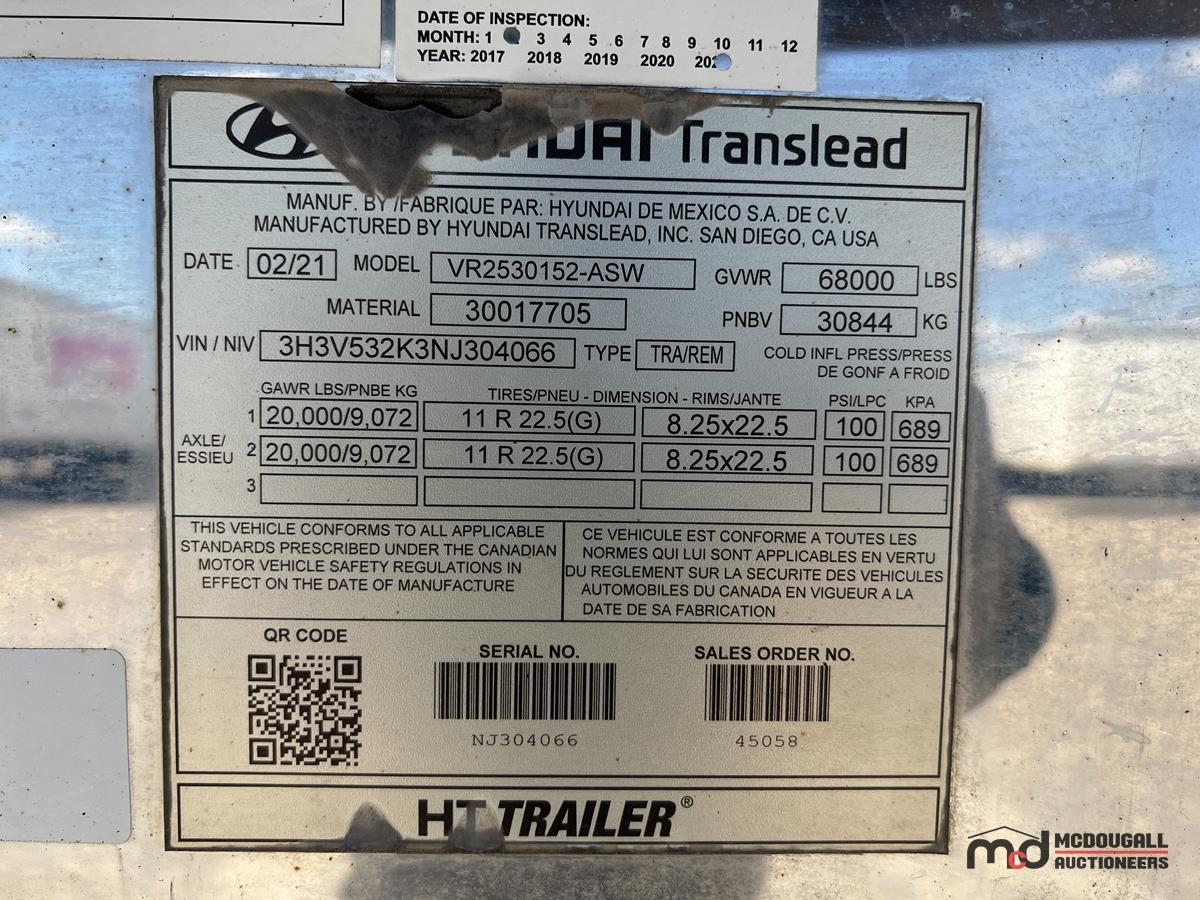 DATE OF INSPECTION:
MONTH: 1 3 4 5 6 7 8 9 10 11 12
YEAR: 2017 2018 2019 2020
Translead
MANUF. BY /FABRIQUE PAR: HYUNDAI DE MEXICO S.A. DE C.V.
MANUFACTURED BY HYUNDAI TRANSLEAD, INC. SAN DIEGO, CA USA
DATE 02/21 MODEL VR2530152-ASW GVWR 68000 LBS
MATERIAL 30017705 PNBV 30844 KG
VIN / NIV 3H3V532K3NJ304066 TYPE TRA/REM COLD INFL PRESS/PRESS
DE GONF A FROID
GAWR LBS/PNBE KG TIRES/PNEU - DIMENSION - RIMS/JANTE PSI/LPC KPA
1 20,000/9,072 11 R 22.5(G) 8.25x22.5 100 689
AXLE/
ESSIEU
2 20,000/9,072 11 R 22.5(G) 8.25x22.5 100 689
3
THIS VEHICLE CONFORMS TO ALL APPLICABLE
STANDARDS PRESCRIBED UNDER THE CANADIAN
MOTOR VEHICLE SAFETY REGULATIONS IN
EFFECT ON THE DATE OF MANUFACTURE
CE VEHICULE EST CONFORME A TOUTES LES
NORMES QUI LUI SONT APPLICABLES EN VERTU
DU REGLEMENT SUR LA SECURITE DES VEHICULES
AUTOMOBILES DU CANADA EN VIGUEUR A LA
DATE DE SA FABRICATION
QR CODE
SERIAL NO.
NJ304066
SALES ORDER NO.
45058
HT TRAILER®
mcd MCDOUGALL
AUCTIONEERS